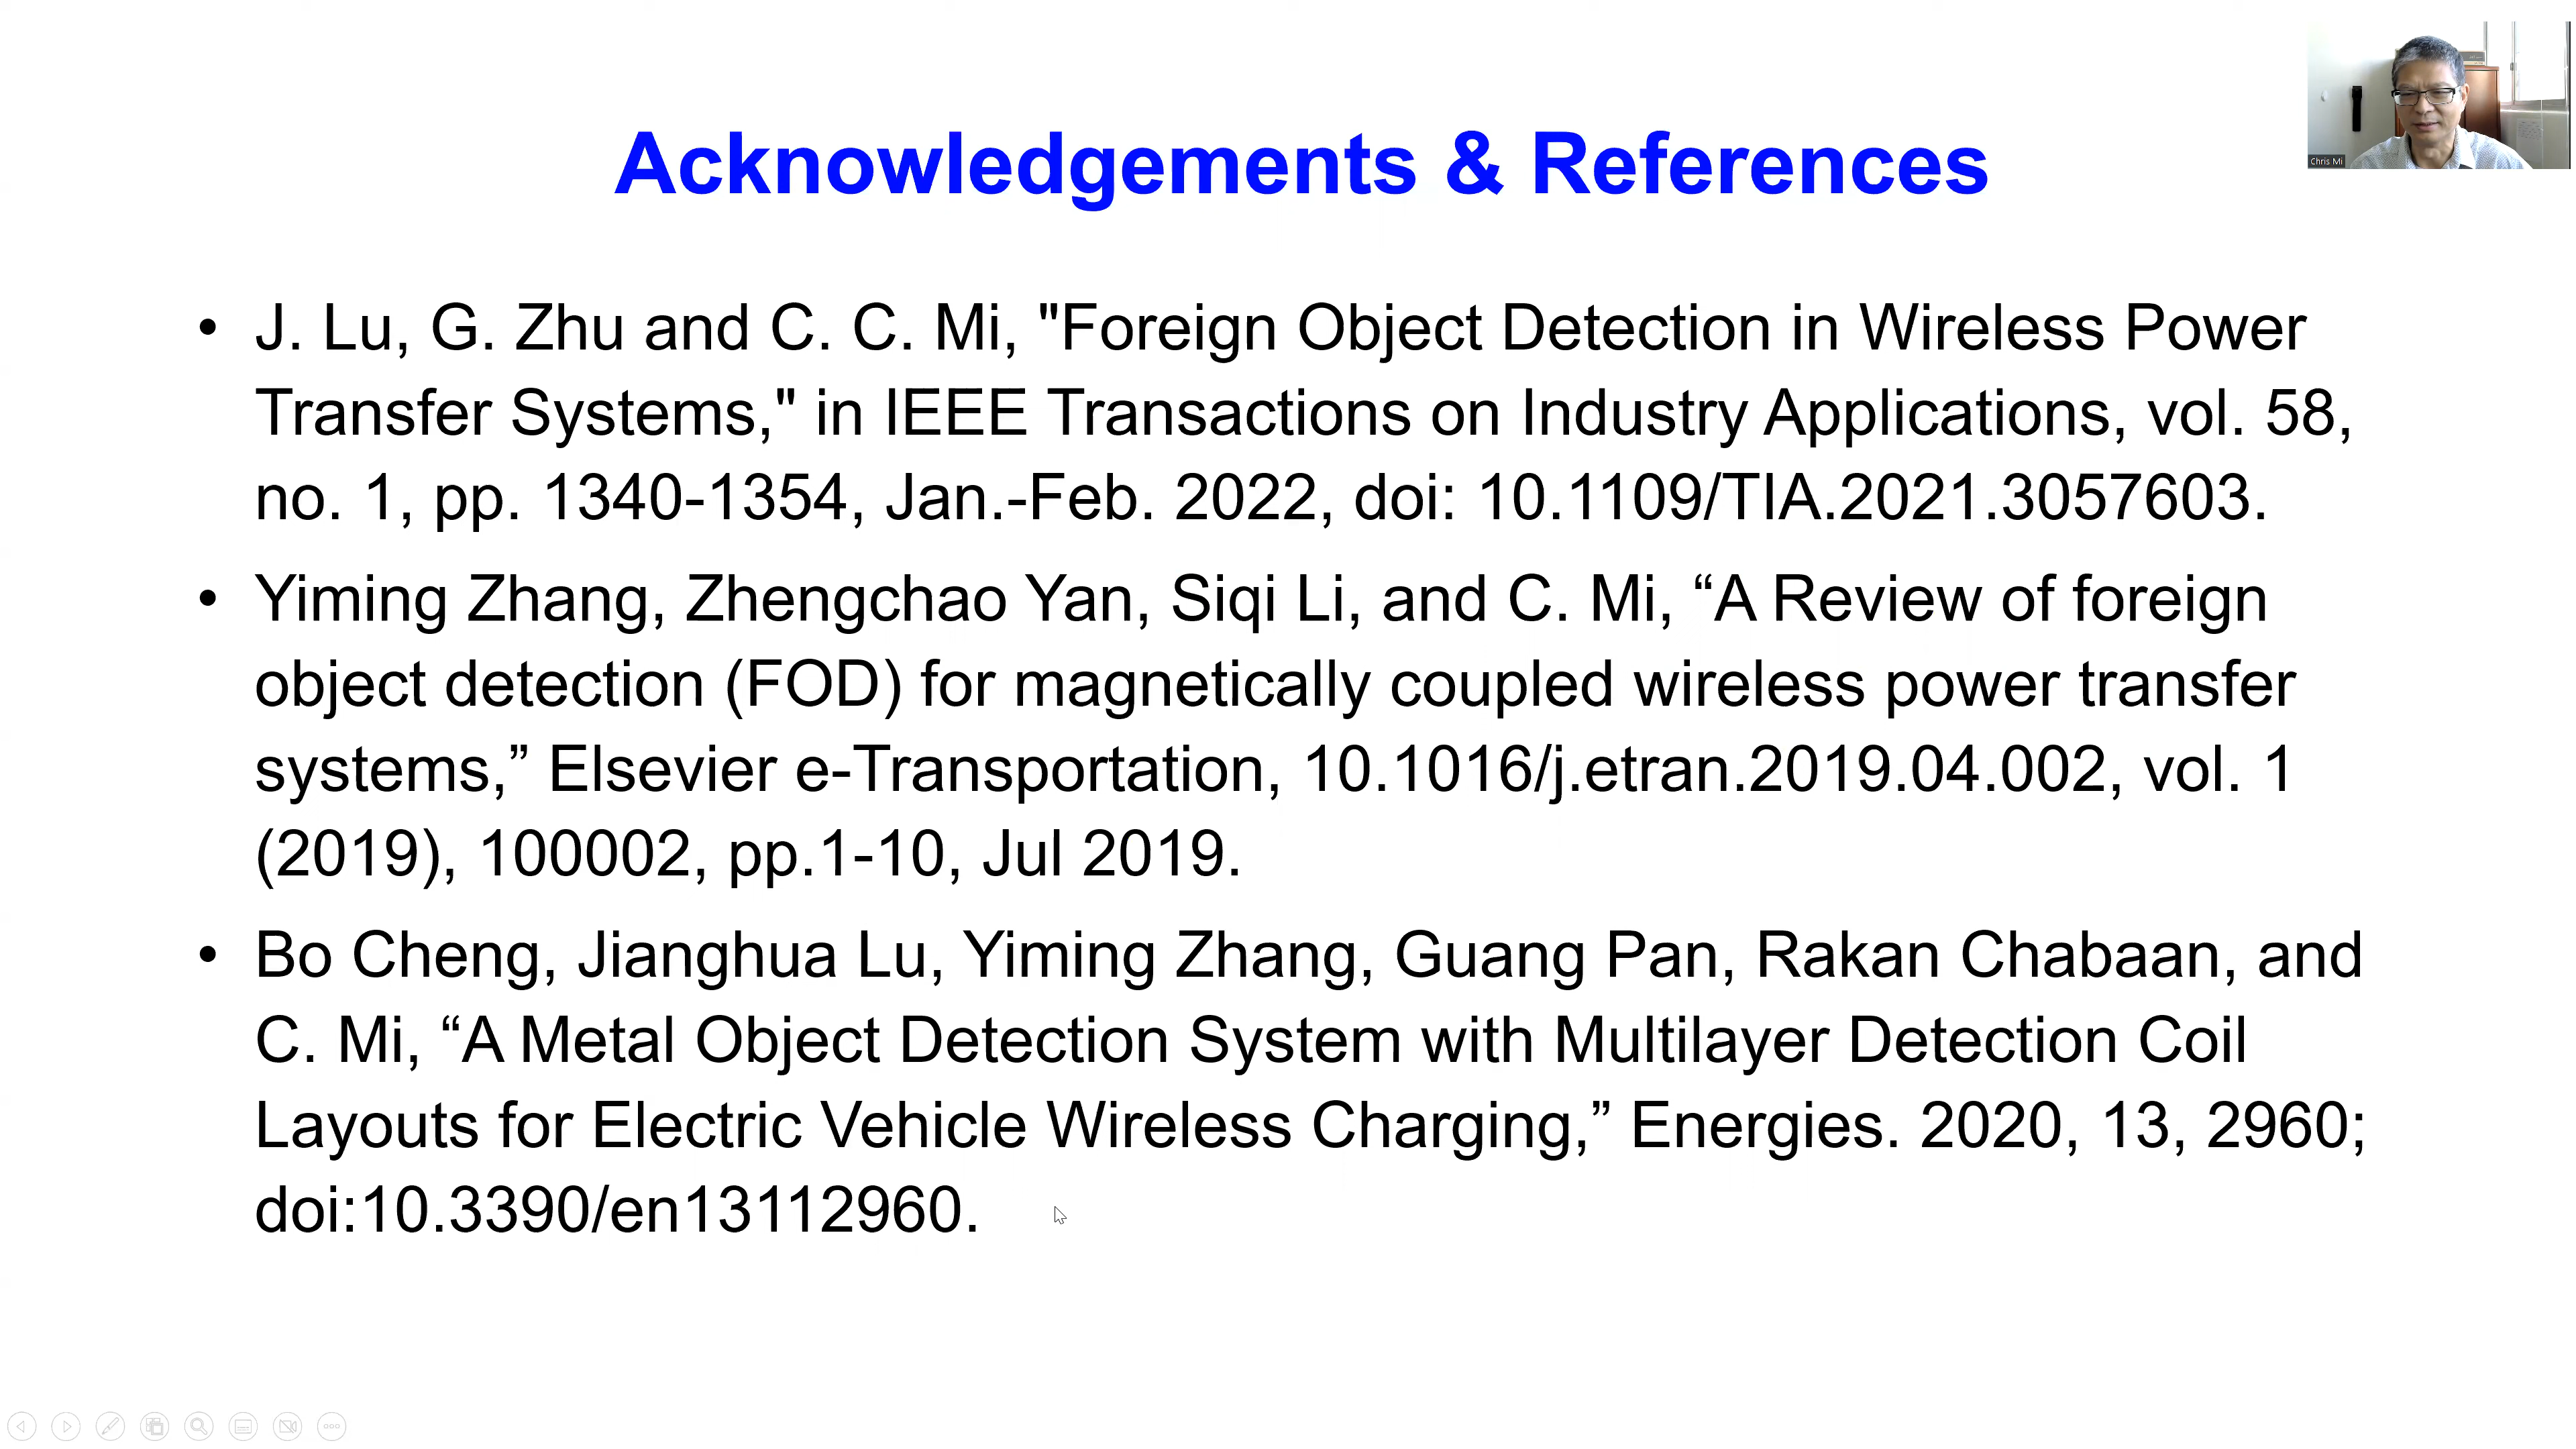 Acknowledgements & References
Chris Mi
• J. Lu, G. Zhu and C. C. Mi, "Foreign Object Detection in Wireless Power
Transfer Systems," in IEEE Transactions on Industry Applications, vol. 58,
no. 1, pp. 1340-1354, Jan.-Feb. 2022, doi: 10.1109/TIA.2021.3057603.
• Yiming Zhang, Zhengchao Yan, Siqi Li, and C. Mi, “A Review of foreign
object detection (FOD) for magnetically coupled wireless power transfer
systems,” Elsevier e-Transportation, 10.1016/j.etran.2019.04.002, vol. 1
(2019), 100002, pp.1-10, Jul 2019.
• Bo Cheng, Jianghua Lu, Yiming Zhang, Guang Pan, Rakan Chabaan, and
C. Mi, “A Metal Object Detection System with Multilayer Detection Coil
Layouts for Electric Vehicle Wireless Charging,” Energies. 2020, 13, 2960;
doi:10.3390/en13112960.